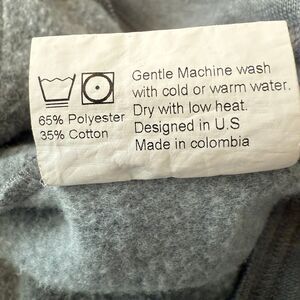 Gentle Machine wash
with cold or warm water.
Dry with low heat.
Designed in U.S
Made in colombia
65% Polyester
35% Cotton